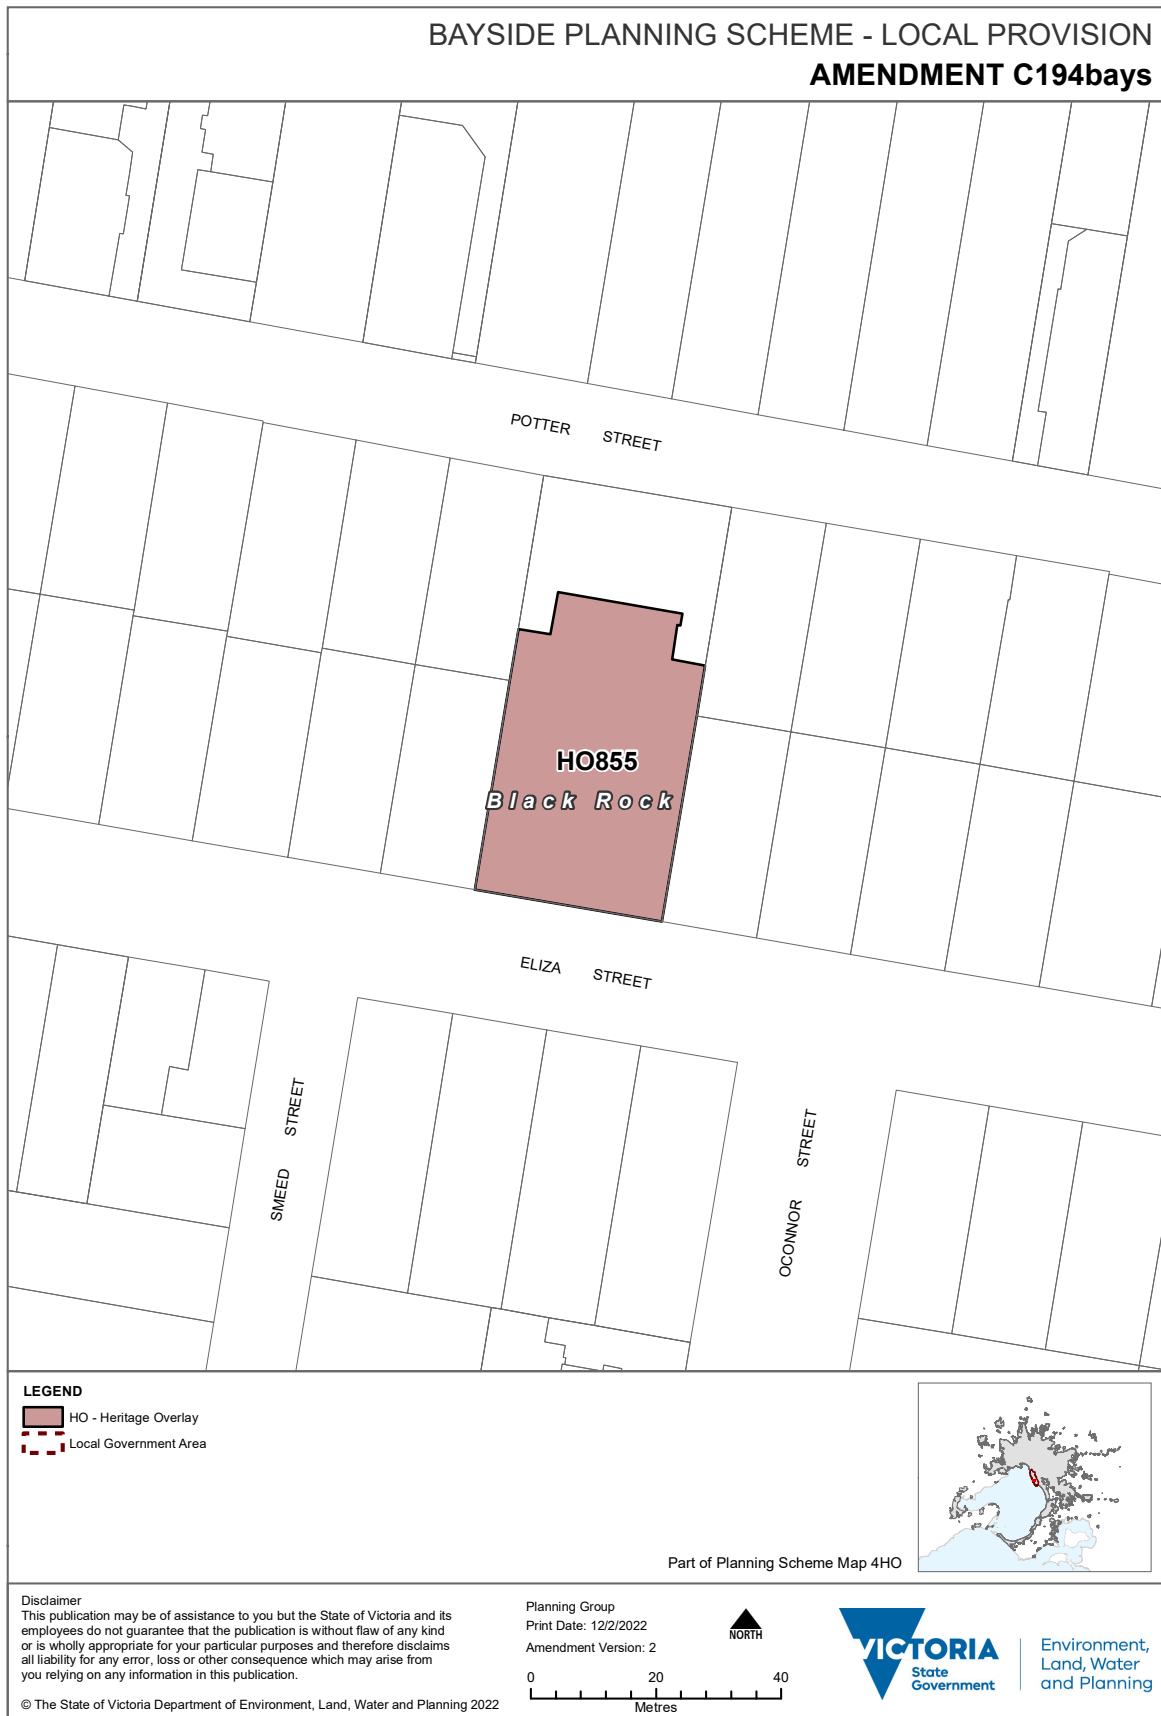 BAYSIDE PLANNING SCHEME - LOCAL PROVISION
AMENDMENT C194bays
POTTER STREET
HO855
Black Rock
ELIZA STREET
SMEED STREET
OCONNOR STREET
LEGEND
HO - Heritage Overlay
Local Government Area
Part of Planning Scheme Map 4HO
Disclaimer
This publication may be of assistance to you but the State of Victoria and its
employees do not guarantee that the publication is without flaw of any kind
or is wholly appropriate for your particular purposes and therefore disclaims
all liability for any error, loss or other consequence which may arise from
you relying on any information in this publication.
© The State of Victoria Department of Environment, Land, Water and Planning 2022
Planning Group
Print Date: 12/2/2022
Amendment Version: 2
NORTH
0 20 40
Metres
VICTORIA
State
Government
Environment,
Land, Water
and Planning